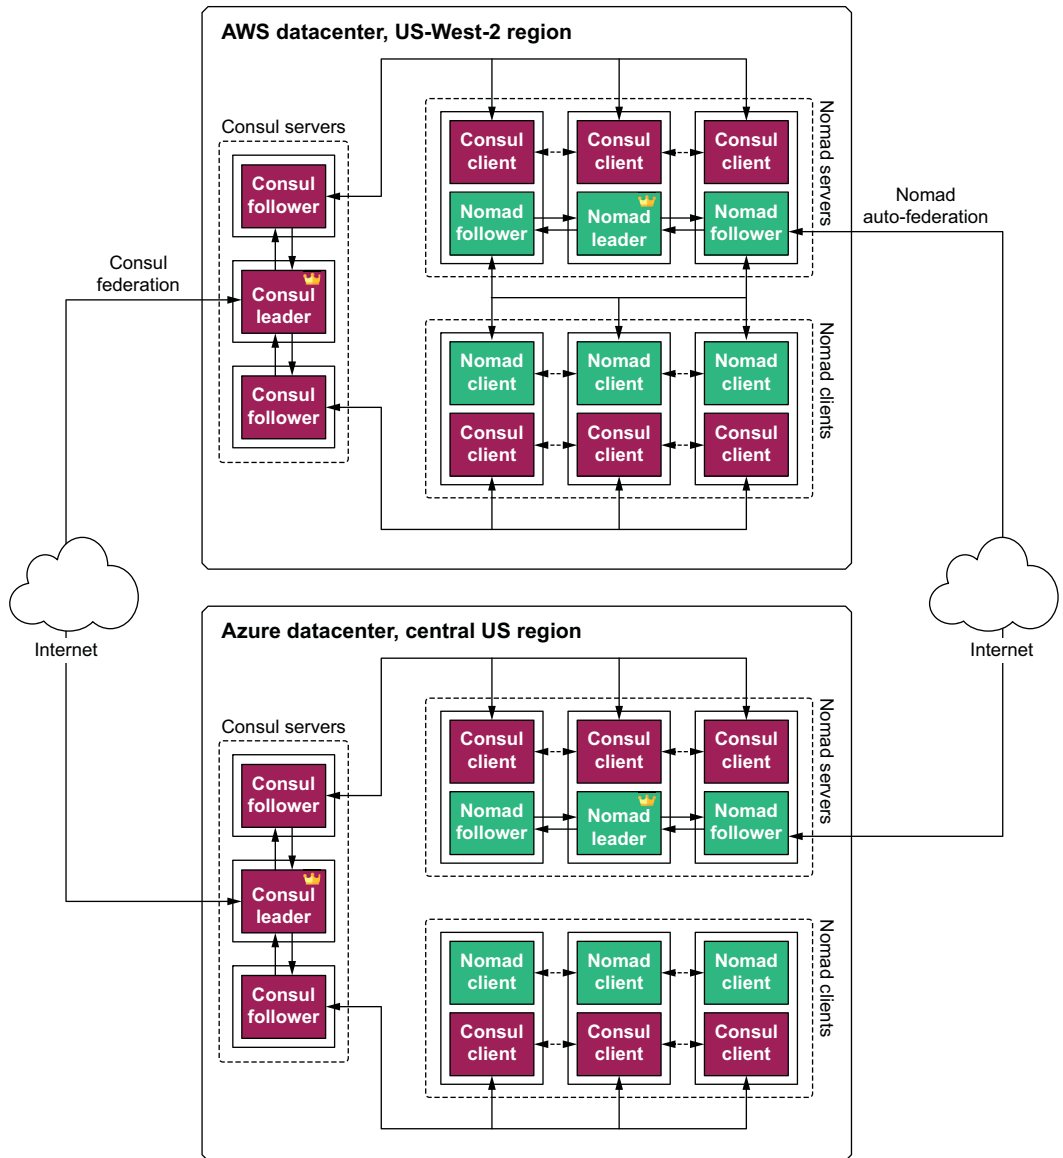 AWS datacenter, US-West-2 region
Consul servers
Consul
follower
Consul
leader
Consul
follower
Consul
client
Consul
client
Consul
client
Nomad
follower
Nomad
leader
Nomad
follower
Nomad servers
Nomad
client
Nomad
client
Nomad
client
Consul
client
Consul
client
Consul
client
Nomad clients
Consul
federation
Nomad
auto-federation
Internet
Internet
Azure datacenter, central US region
Consul servers
Consul
follower
Consul
leader
Consul
follower
Consul
client
Consul
client
Consul
client
Nomad
follower
Nomad
leader
Nomad
follower
Nomad servers
Nomad
client
Nomad
client
Nomad
client
Consul
client
Consul
client
Consul
client
Nomad clients